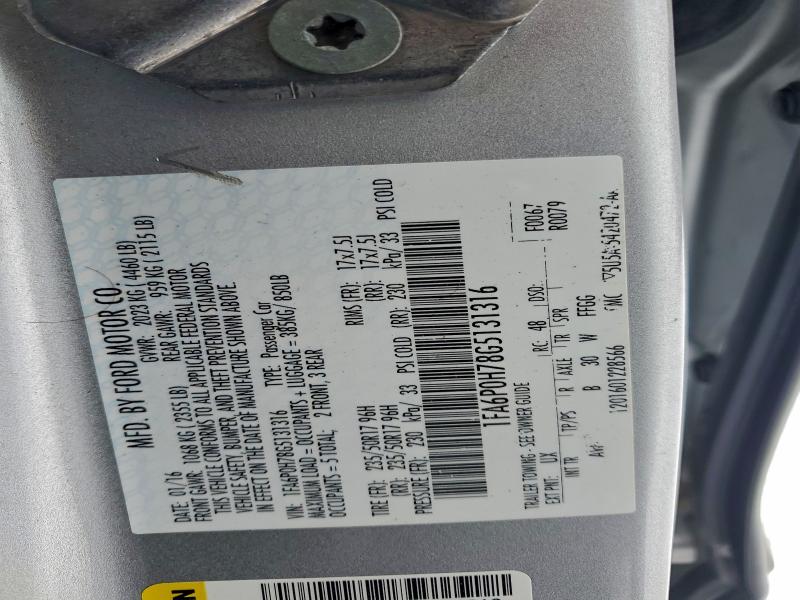 MFD. BY FORD MOTOR CO.
DATE: 01/16 GVWR: 2023 KG ( 4460 LB)
FRONT GAWR: 1068 KG ( 2355 LB) REAR GAWR: 959 KG ( 2115 LB)
THIS VEHICLE CONFORMS TO ALL APPLICABLE FEDERAL MOTOR
VEHICLE SAFETY, BUMPER, AND THEFT PREVENTION STANDARDS
IN EFFECT ON THE DATE OF MANUFACTURE SHOWN ABOVE.
VIN: 1FA6P0H78G5131316 TYPE: Passenger Car
MAXIMUM LOAD = OCCUPANTS + LUGGAGE = 385KG/ 850LB
OCCUPANTS = 5 TOTAL; 2 FRONT, 3 REAR
TIRE (FR): 235/50R17 96H RIMS (FR): 17x7.5J
(RR): 235/50R17 96H (RR): 17x7.5J
PRESSURE (FR): 230 kPa/ 33 PSI COLD (RR): 230 kPa/ 33 PSI COLD
1FA6P0H78G5131316
TRAILER TOWING - SEE OWNER GUIDE F0067
EXT PNT: UX RC: 48 DSO: R0079
INT TR TP/PS R AXLE TR SPR
B 30 W FFGG
1201601228566